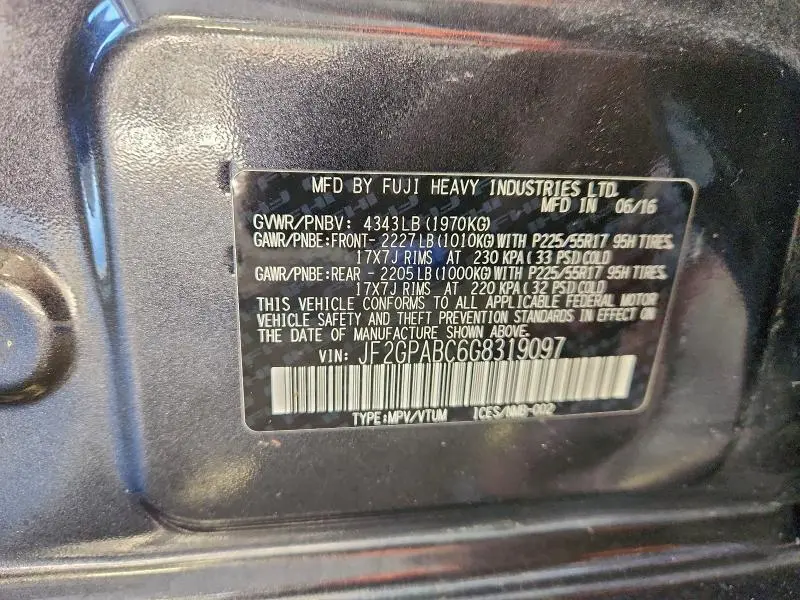 MFD BY FUJI HEAVY INDUSTRIES LTD.
MFD IN 06/16
GVWR/PNBV: 4343LB(1970KG)
GAWR/PNBE:FRONT- 2227LB(1010KG)WITH P225/55R17 95H TIRES,
17X7J RIMS AT 230 KPA( 33 PSI)COLD
GAWR/PNBE:REAR - 2205LB(1000KG)WITH P225/55R17 95H TIRES,
17X7J RIMS AT 220 KPA( 32 PSI)COLD
THIS VEHICLE CONFORMS TO ALL APPLICABLE FEDERAL MOTOR
VEHICLE SAFETY AND THEFT PREVENTION STANDARDS IN EFFECT ON
THE DATE OF MANUFACTURE SHOWN ABOVE.
VIN: JF2GPABC6G8319097
TYPE:MPV/VTUM ICES/NMB-002